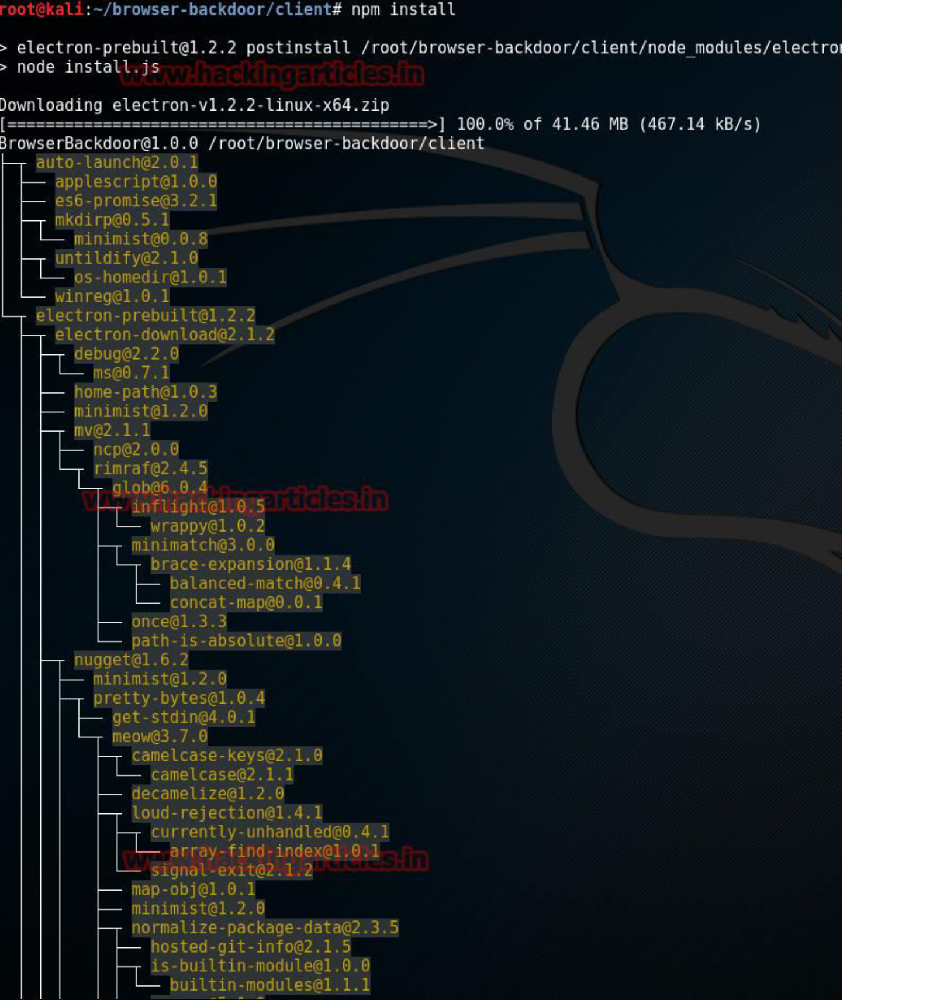 root@kali:~/browser-backdoor/client# npm install
> electron-prebuilt@1.2.2 postinstall /root/browser-backdoor/client/node_modules/electron
> node install.js
www.hackingarticles.in
Downloading electron-v1.2.2-linux-x64.zip
[============================================>] 100.0% of 41.46 MB (467.14 kB/s)
BrowserBackdoor@1.0.0 /root/browser-backdoor/client
auto-launch@2.0.1
applescript@1.0.0
es6-promise@3.2.1
mkdirp@0.5.1
minimist@0.0.8
untildify@2.1.0
os-homedir@1.0.1
winreg@1.0.1
electron-prebuilt@1.2.2
electron-download@2.1.2
debug@2.2.0
ms@0.7.1
home-path@1.0.3
minimist@1.2.0
mv@2.1.1
ncp@2.0.0
rimraf@2.4.5
glob@6.0.4
www.hackingarticles.in
inflight@1.0.5
wrappy@1.0.2
minimatch@3.0.0
brace-expansion@1.1.4
balanced-match@0.4.1
concat-map@0.0.1
once@1.3.3
path-is-absolute@1.0.0
nugget@1.6.2
minimist@1.2.0
pretty-bytes@1.0.4
get-stdin@4.0.1
meow@3.7.0
camelcase-keys@2.1.0
camelcase@2.1.1
decamelize@1.2.0
loud-rejection@1.4.1
currently-unhandled@0.4.1
array-find-index@1.0.1
www.hackingarticles.in
signal-exit@2.1.2
map-obj@1.0.1
minimist@1.2.0
normalize-package-data@2.3.5
hosted-git-info@2.1.5
is-builtin-module@1.0.0
builtin-modules@1.1.1